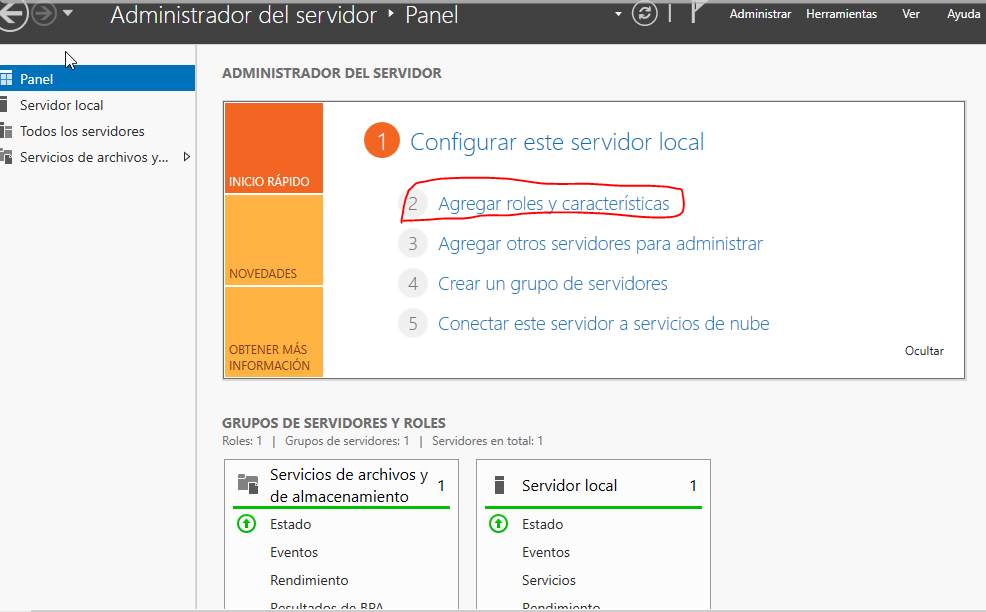 Administrador del servidor ‣ Panel
Administrar Herramientas Ver Ayuda
Panel
Servidor local
Todos los servidores
Servicios de archivos y...
ADMINISTRADOR DEL SERVIDOR
INICIO RÁPIDO
NOVEDADES
OBTENER MÁS
INFORMACIÓN
1 Configurar este servidor local
2 Agregar roles y características
3 Agregar otros servidores para administrar
4 Crear un grupo de servidores
5 Conectar este servidor a servicios de nube
Ocultar
GRUPOS DE SERVIDORES Y ROLES
Roles: 1 | Grupos de servidores: 1 | Servidores en total: 1
Servicios de archivos y
de almacenamiento 1
Estado
Eventos
Rendimiento
Resultados de BPA
Servidor local 1
Estado
Eventos
Servicios
Rendimiento